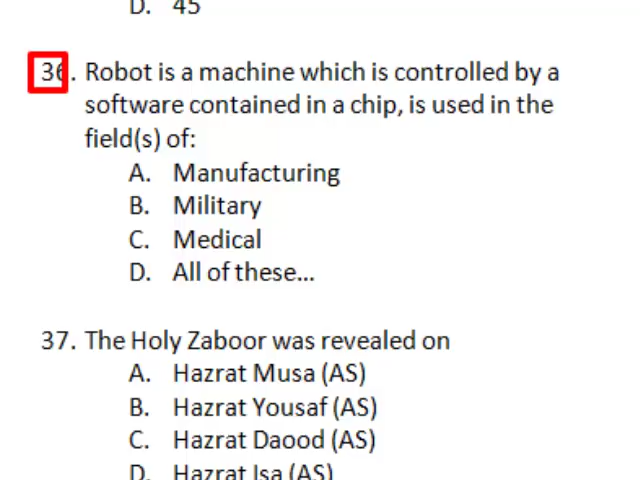 D. 45
36. Robot is a machine which is controlled by a
software contained in a chip, is used in the
field(s) of:
A. Manufacturing
B. Military
C. Medical
D. All of these...
37. The Holy Zaboor was revealed on
A. Hazrat Musa (AS)
B. Hazrat Yousaf (AS)
C. Hazrat Daood (AS)
D. Hazrat Isa (AS)